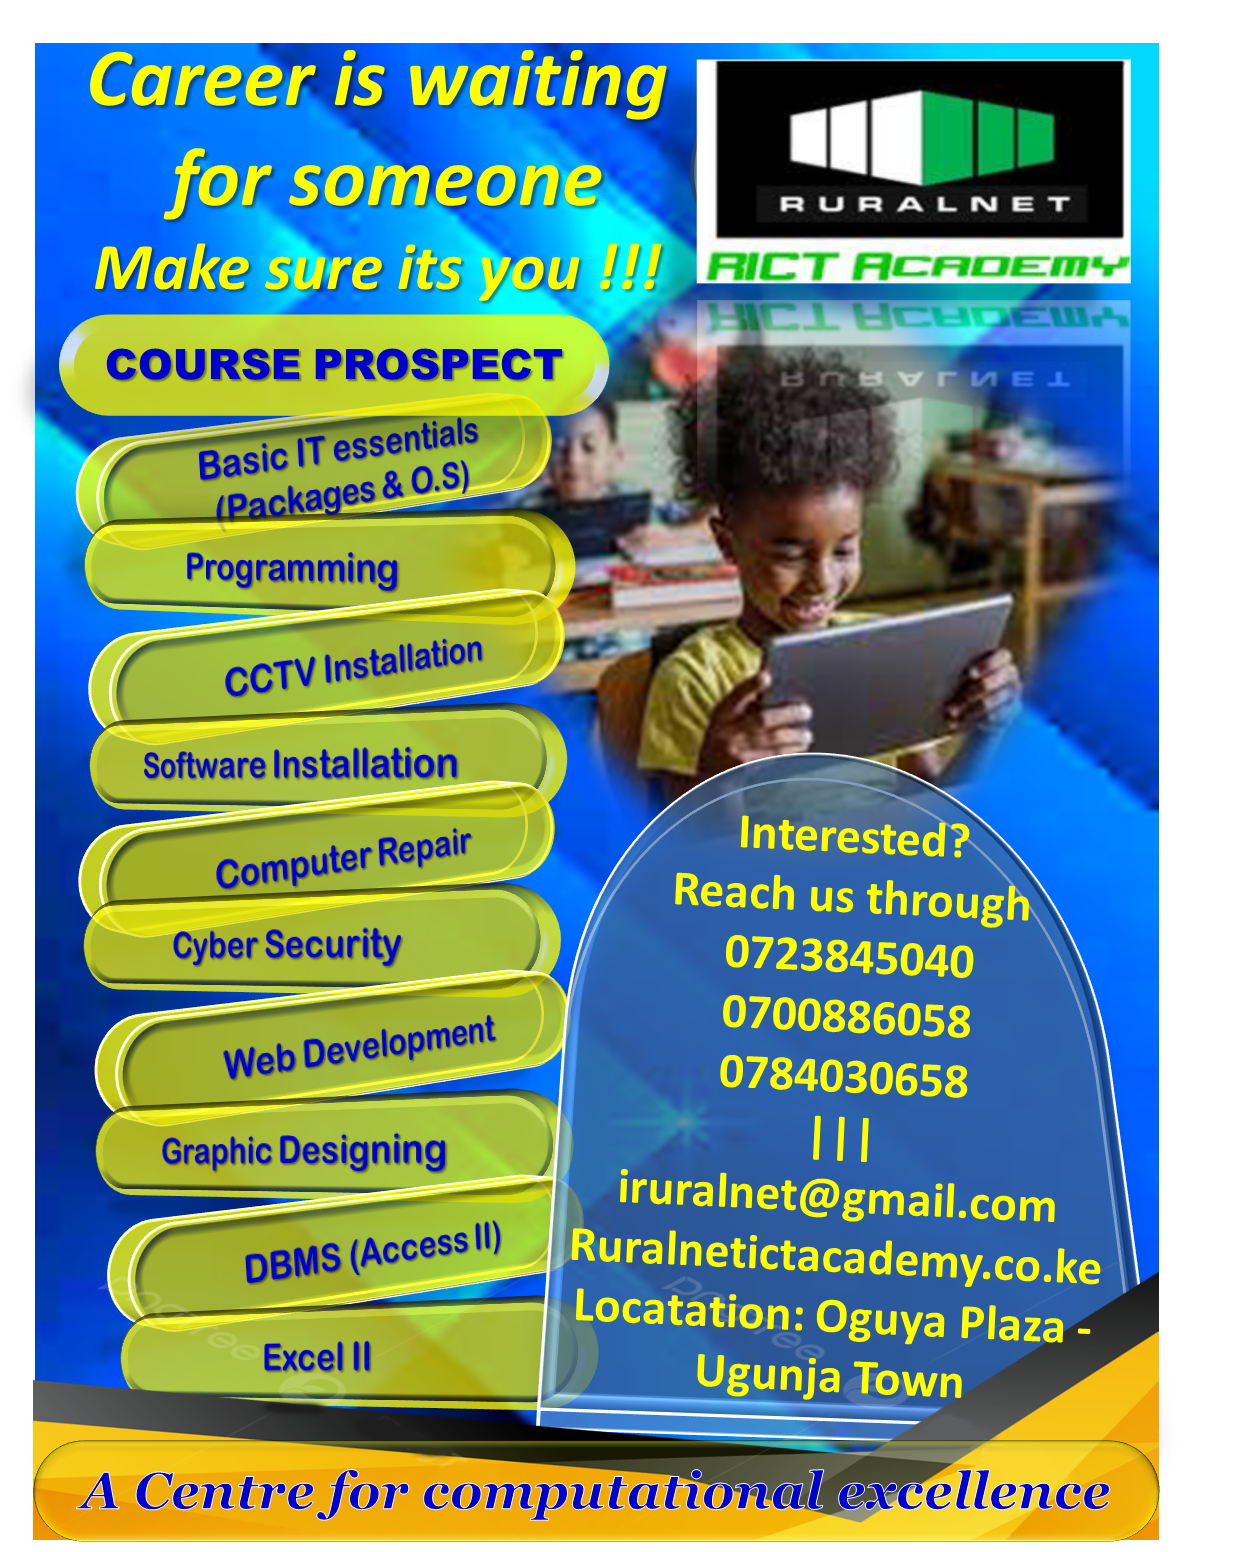 Career is waiting
for someone
Make sure its you !!!
RURALNET
RICT ACADEMY
COURSE PROSPECT
Basic IT essentials
(Packages & O.S)
Programming
CCTV Installation
Software Installation
Computer Repair
Cyber Security
Web Development
Graphic Designing
DBMS (Access II)
Excel II
Interested?
Reach us through
0723845040
0700886058
0784030658
|||
iruralnet@gmail.com
Ruralnetictacademy.co.ke
Locatation: Oguya Plaza -
Ugunja Town
A Centre for computational excellence